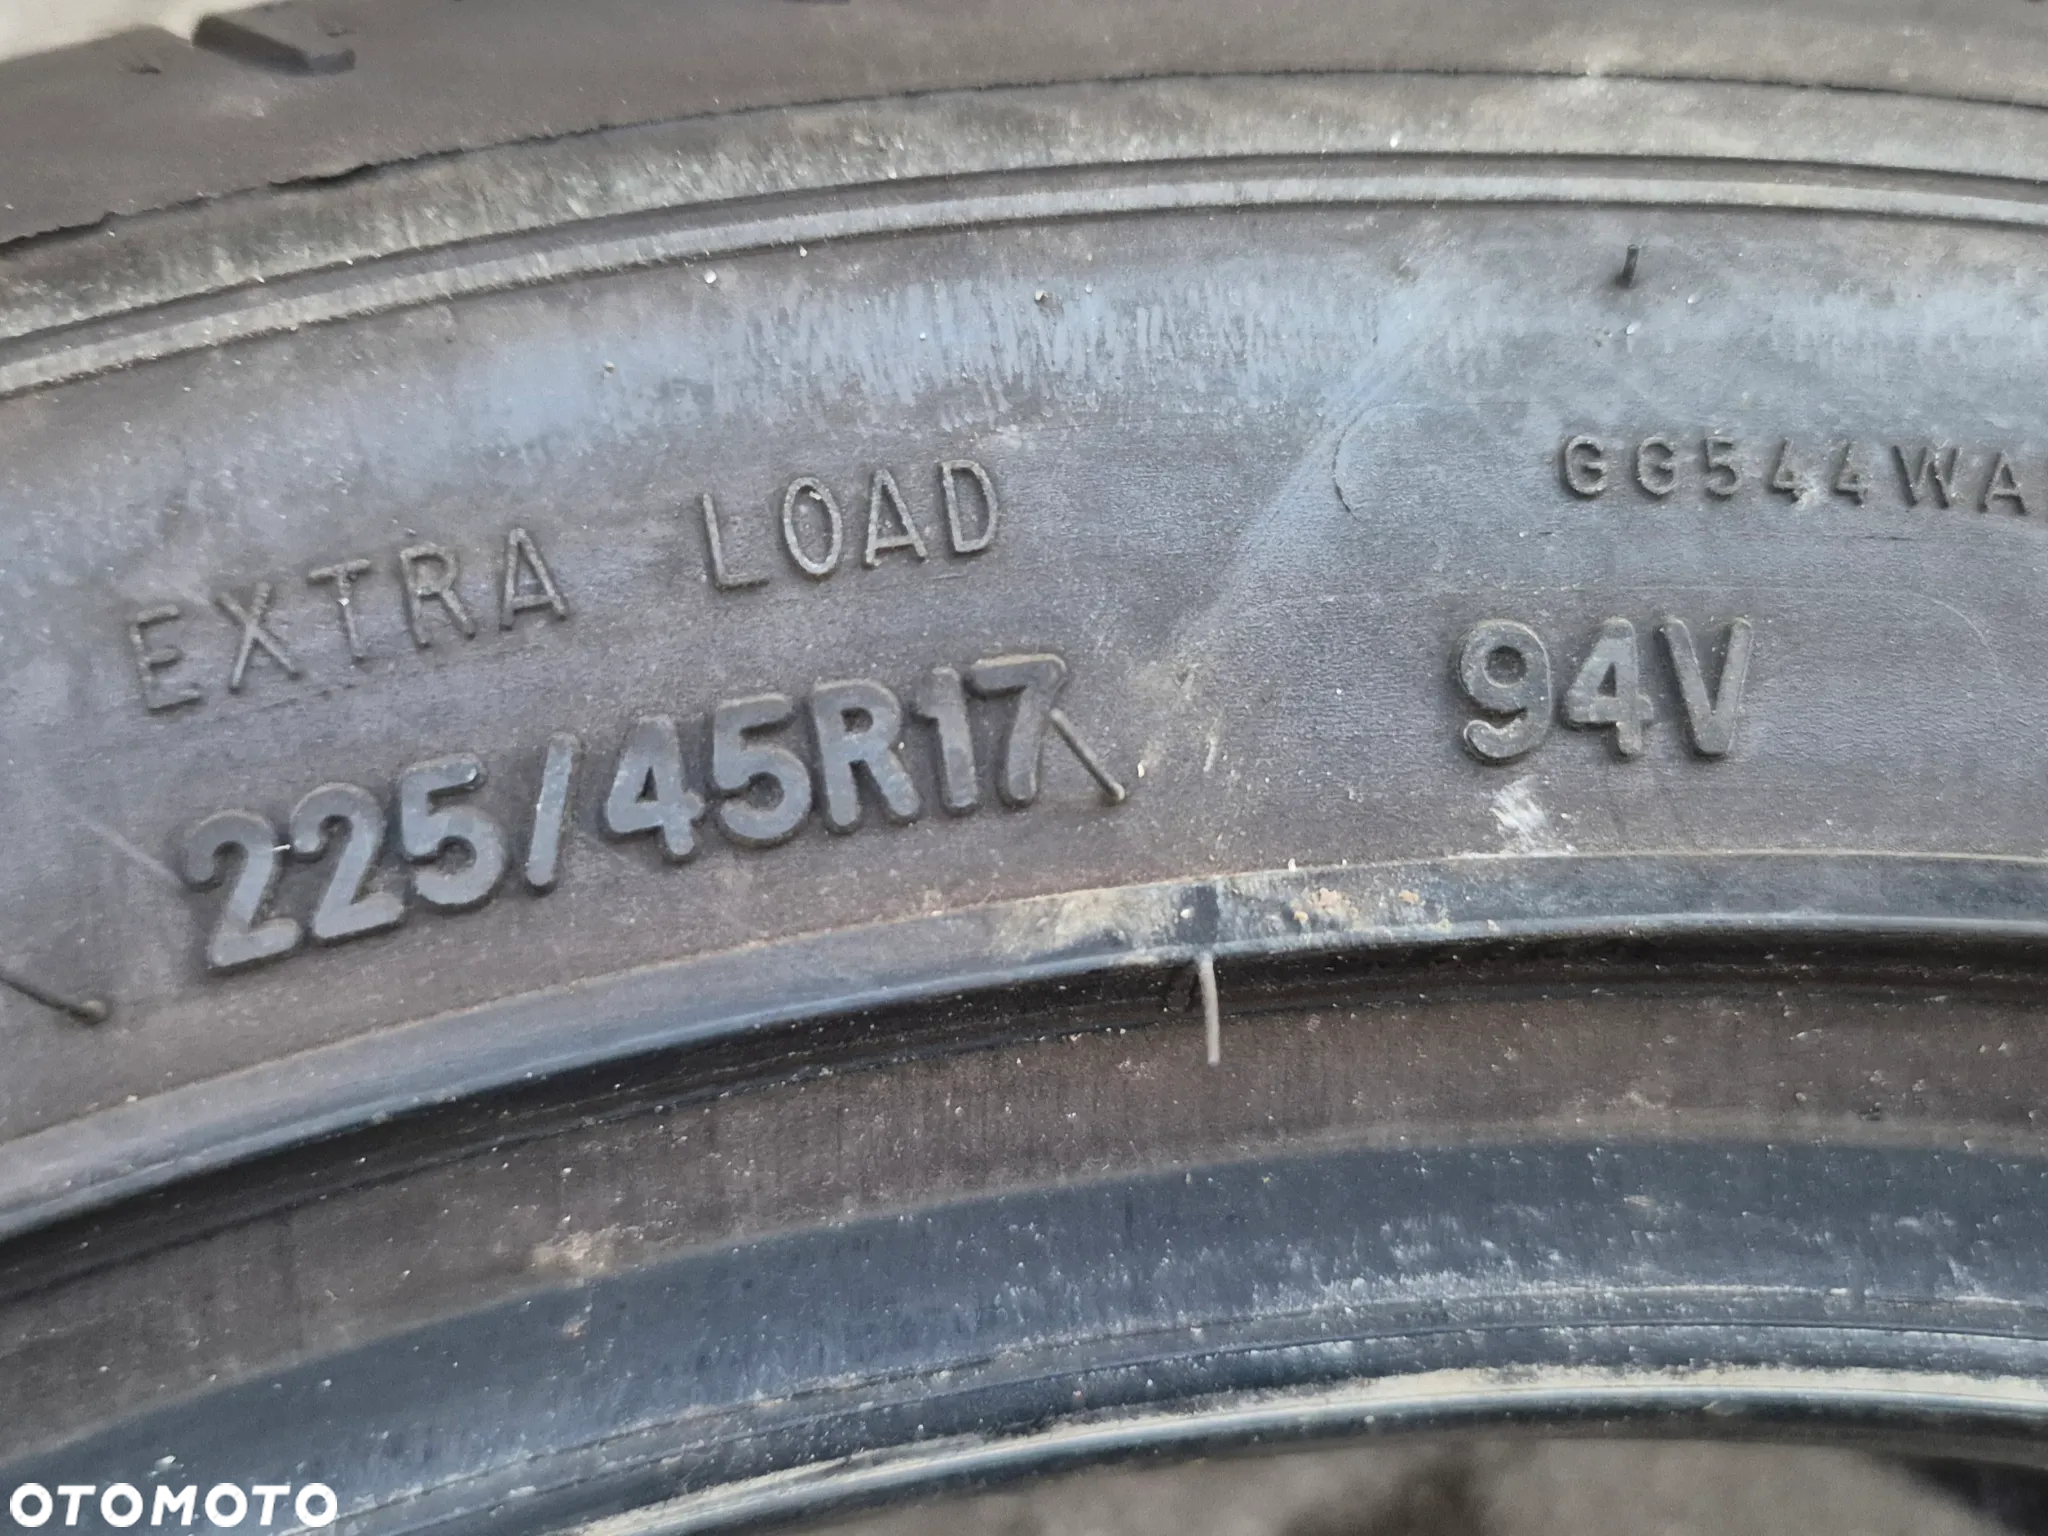 EXTRA LOAD
GG544WA
225/45R17
94V
OTOMOTO